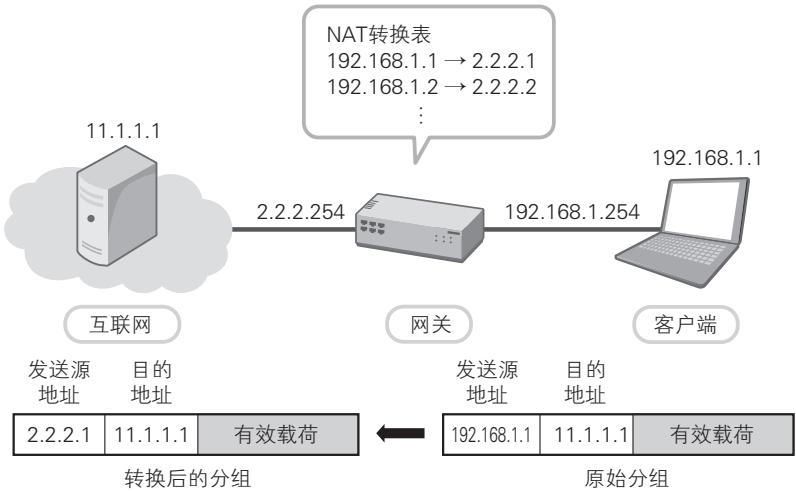 NAT转换表
192.168.1.1 → 2.2.2.1
192.168.1.2 → 2.2.2.2
⋮
11.1.1.1
192.168.1.1
2.2.2.254
192.168.1.254
互联网
网关
客户端
发送源
地址
目的
地址
发送源
地址
目的
地址
2.2.2.1 11.1.1.1 有效载荷
192.168.1.1 11.1.1.1 有效载荷
转换后的分组
原始分组